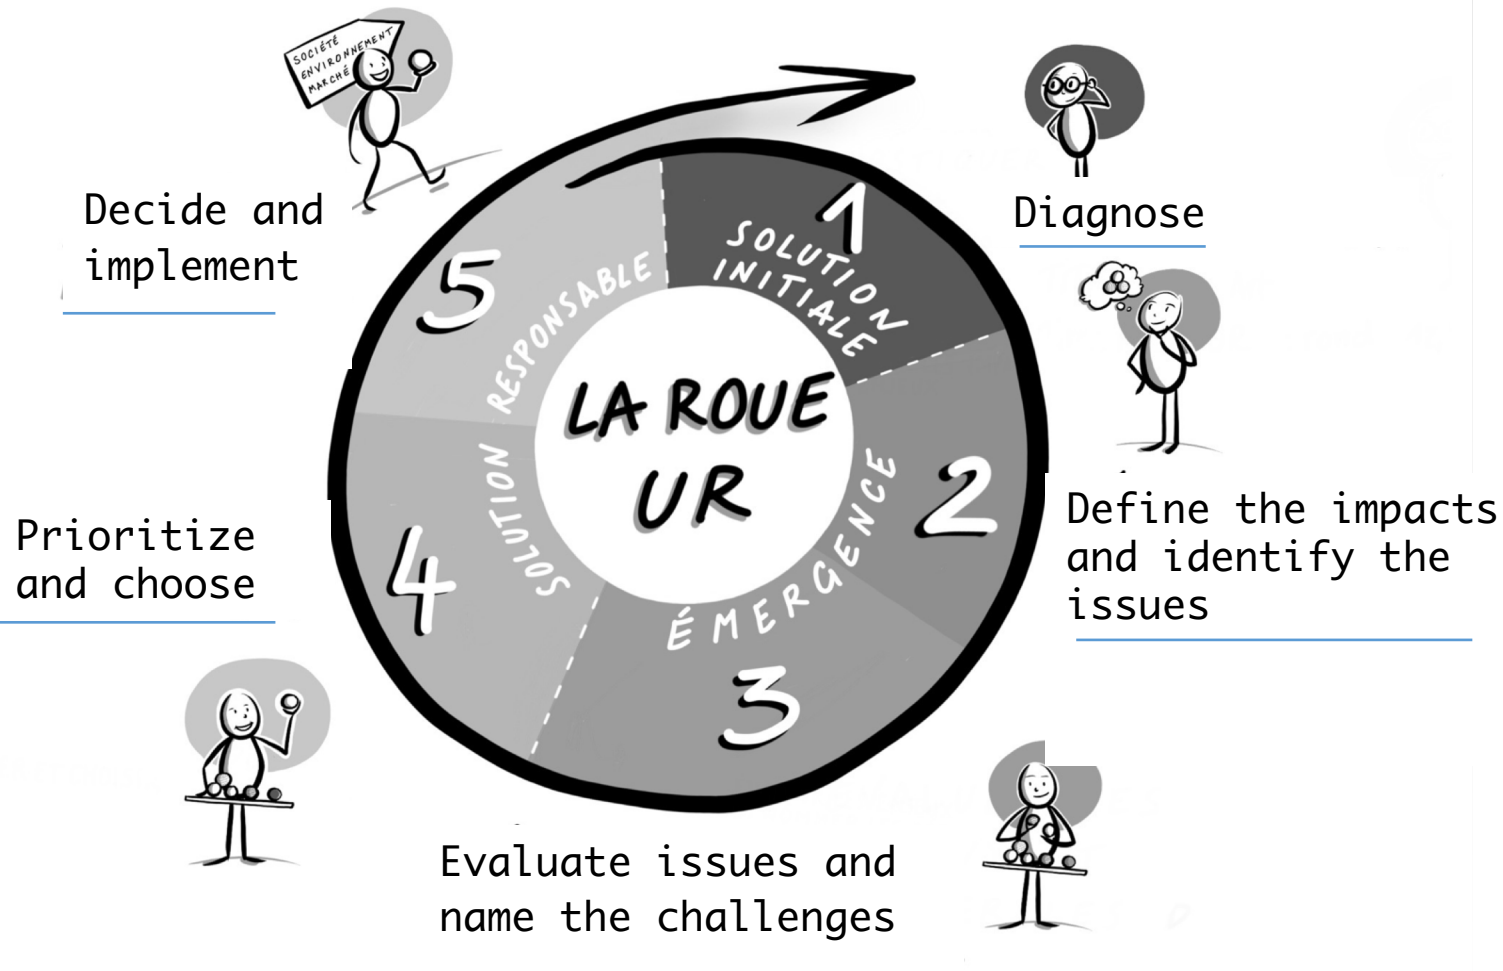 SOCIÉTÉ
ENVIRONNEMENT
MARCHÉ
Decide and
implement
Diagnose
1
SOLUTION
INITIALE
5
RESPONSABLE
LA ROUE
UR
2
ÉMERGENCE
Define the impacts
and identify the
issues
Prioritize
and choose
4
SOLUTION
3
Evaluate issues and
name the challenges